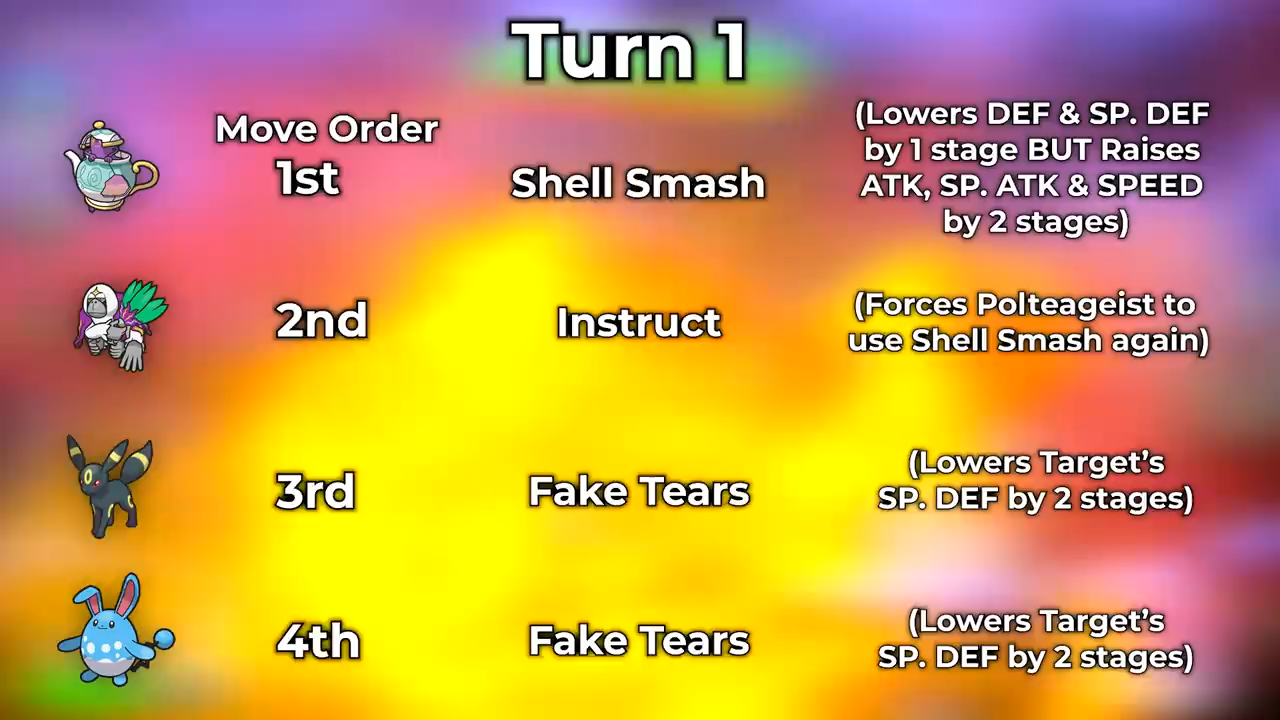 Turn 1
Move Order
1st
Shell Smash
(Lowers DEF & SP. DEF
by 1 stage BUT Raises
ATK, SP. ATK & SPEED
by 2 stages)
2nd
Instruct
(Forces Polteageist to
use Shell Smash again)
3rd
Fake Tears
(Lowers Target’s
SP. DEF by 2 stages)
4th
Fake Tears
(Lowers Target’s
SP. DEF by 2 stages)